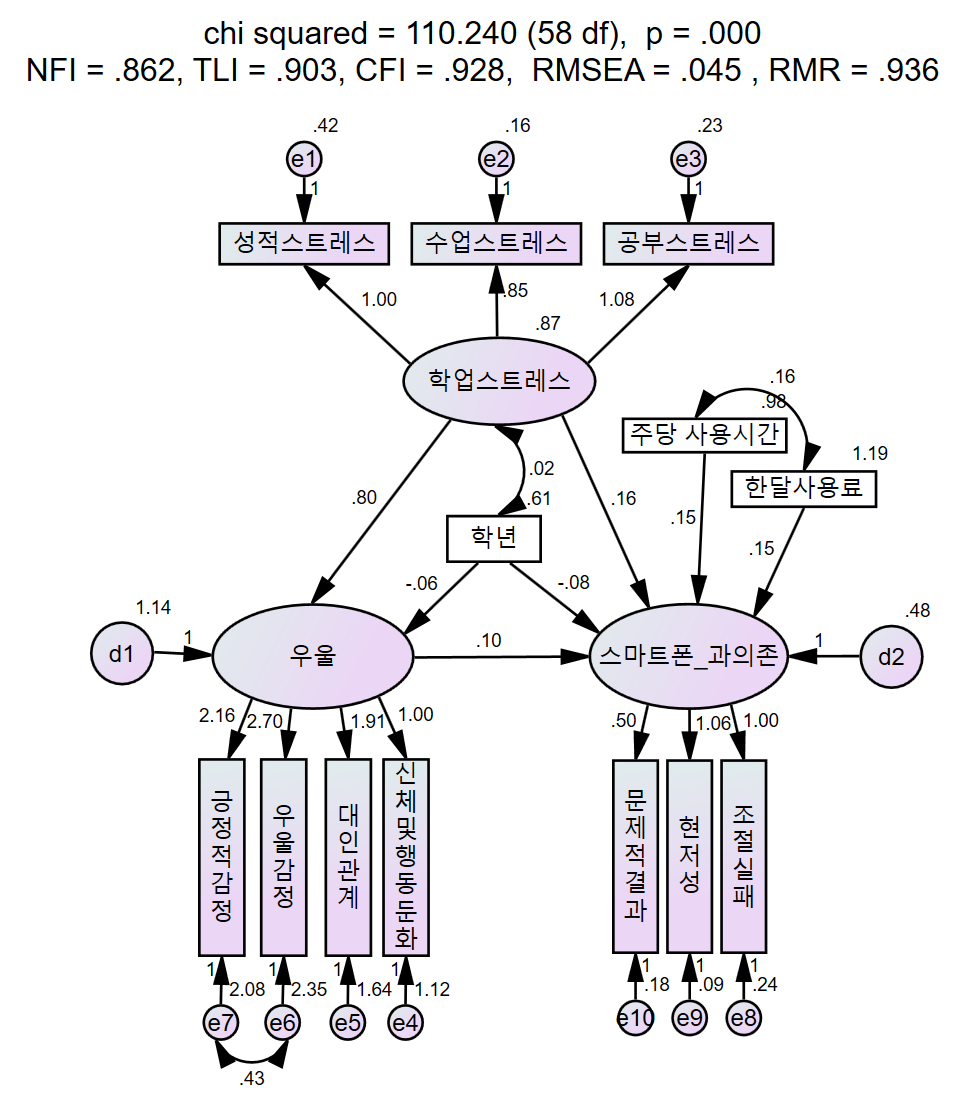 chi squared = 110.240 (58 df),  p = .000
NFI = .862, TLI = .903, CFI = .928,  RMSEA = .045 , RMR = .936
.42
.16
.23
e1
e2
e3
1
1
1
성적스트레스
수업스트레스
공부스트레스
1.00
.85
1.08
.87
학업스트레스
.16
.98
주당 사용시간
1.19
한달사용료
.02
.61
학년
.80
.16
.15
.15
-.06
-.08
1.14
d1
1
우울
.10
스마트폰_과의존
1
.48
d2
2.16
2.70
1.91
1.00
.50
1.06
1.00
긍정적감정
우울감정
대인관계
신체및행동둔화
문제적결과
현저성
조절실패
1
1
1
1
1
1
1
2.08
2.35
1.64
1.12
.18
.09
.24
e7
e6
e5
e4
e10
e9
e8
.43